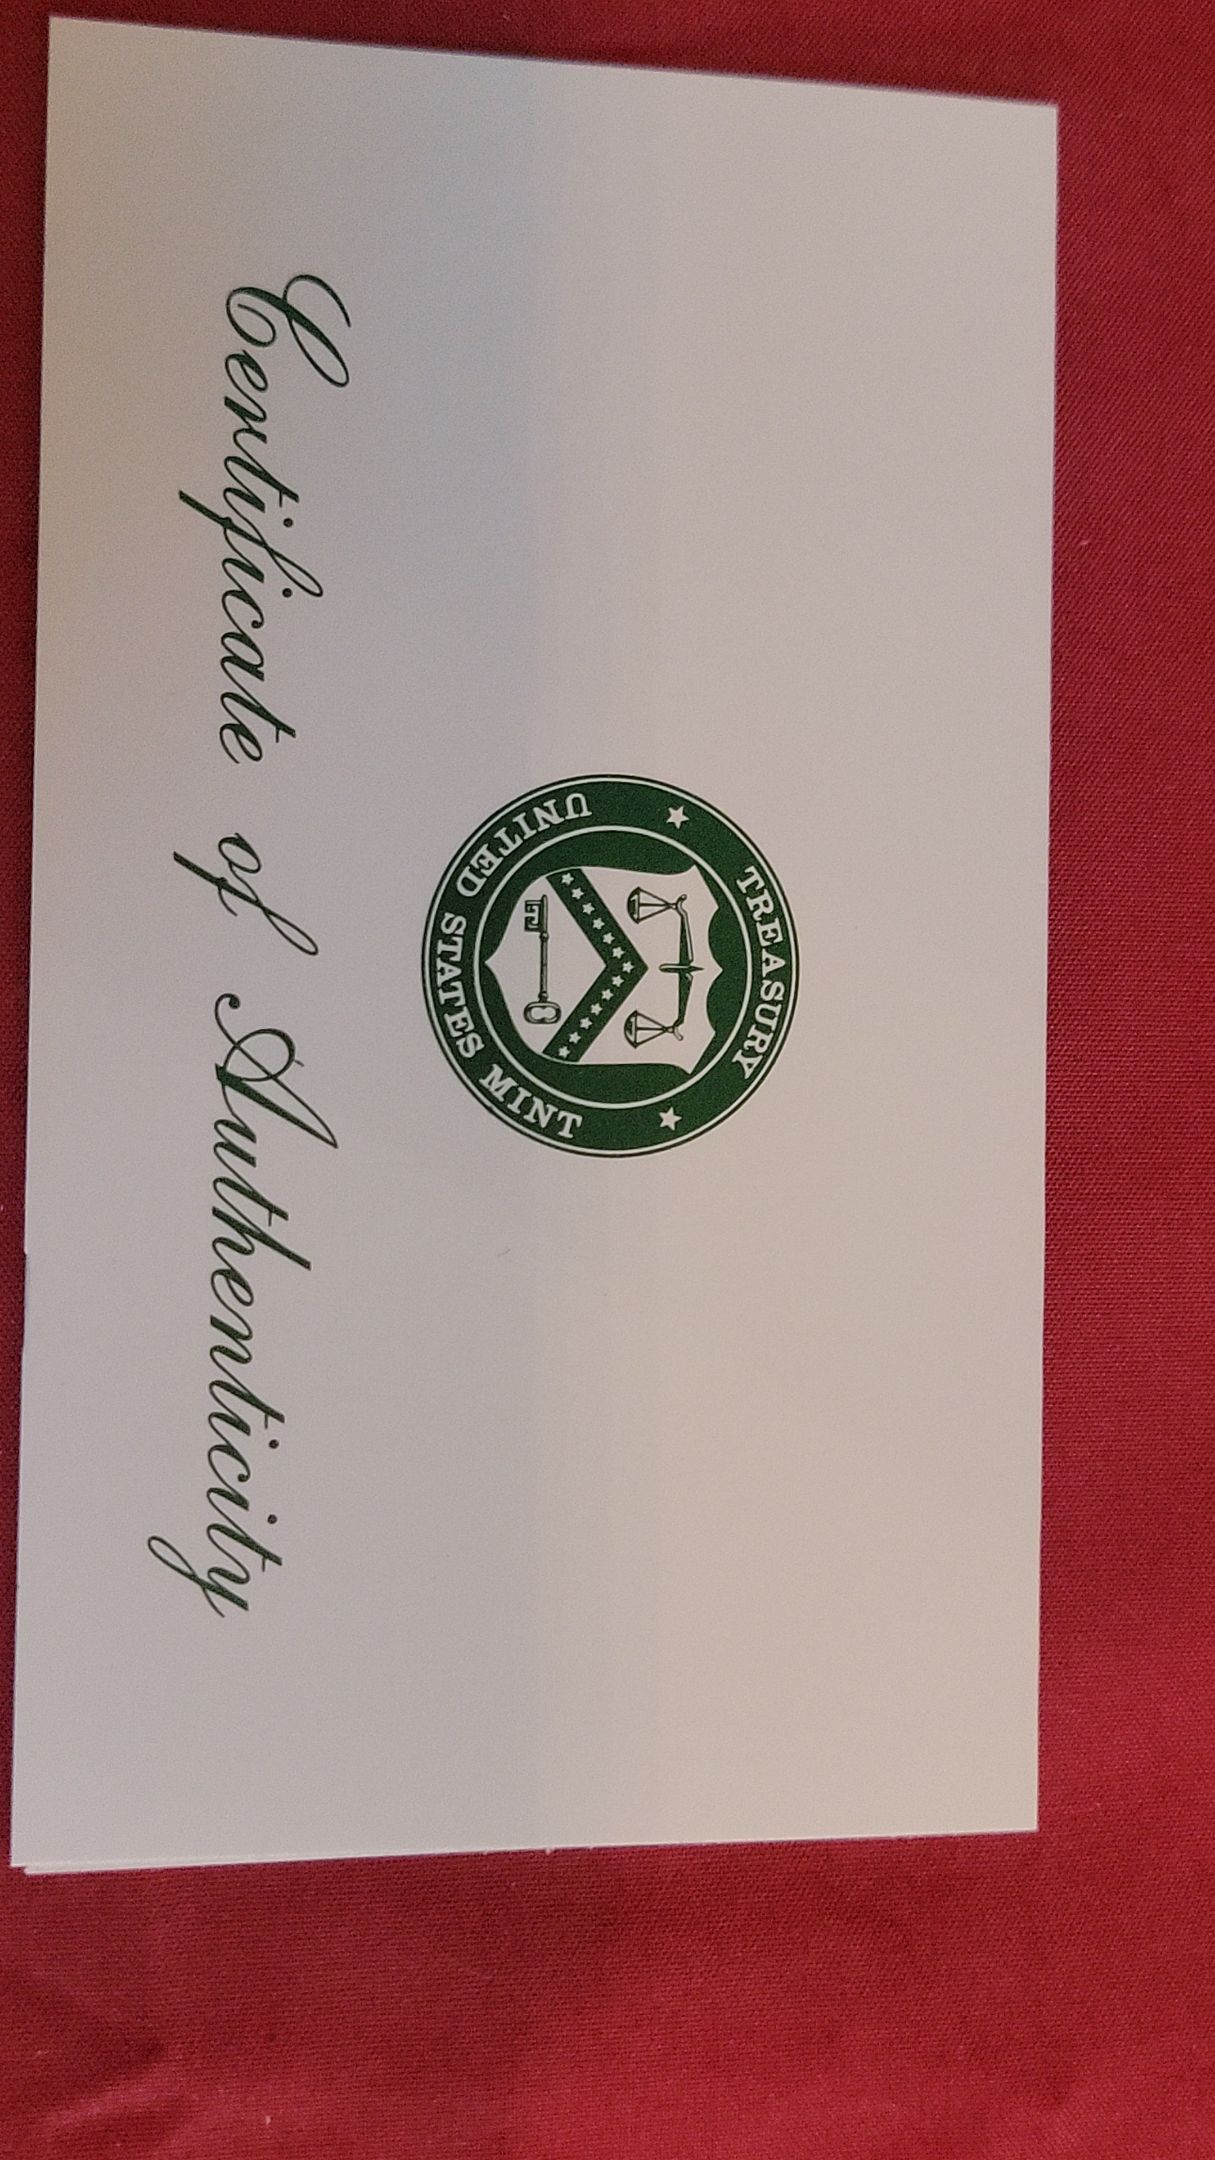 TREASURY
UNITED STATES MINT
Certificate of Authenticity